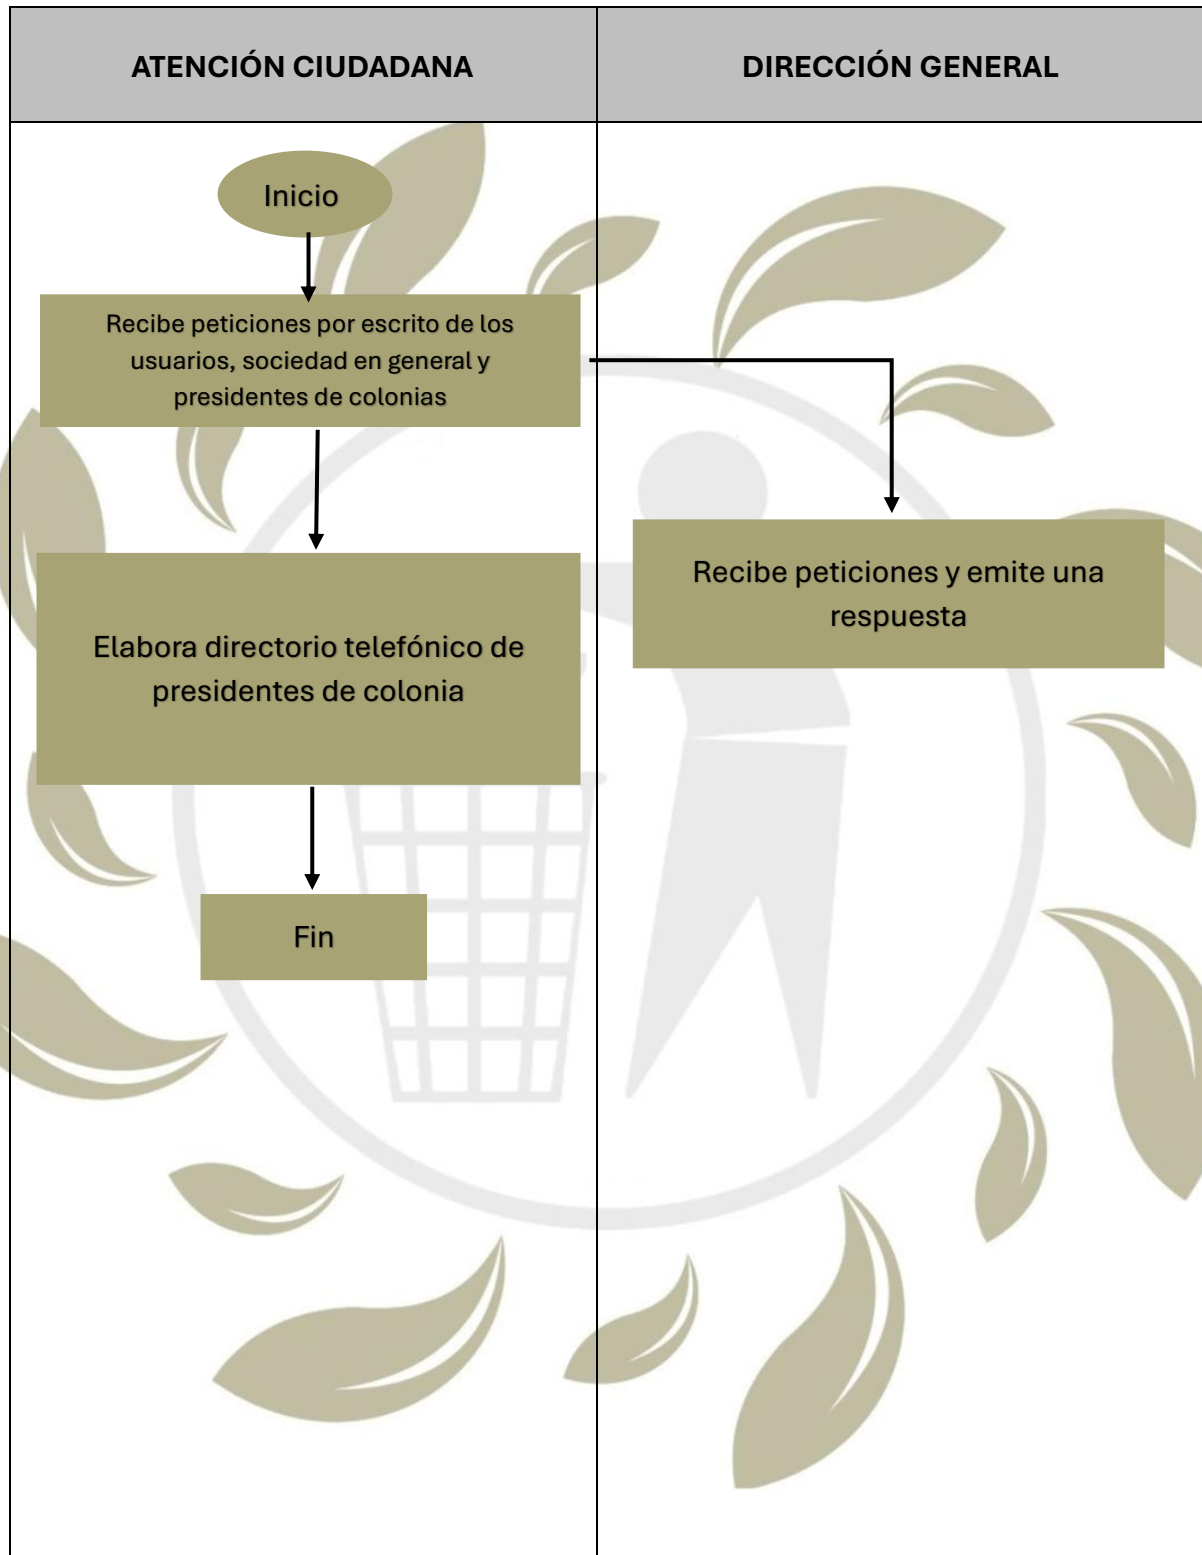 ATENCIÓN CIUDADANA
DIRECCIÓN GENERAL
Inicio
Recibe peticiones por escrito de los
usuarios, sociedad en general y
presidentes de colonias
Recibe peticiones y emite una
respuesta
Elabora directorio telefónico de
presidentes de colonia
Fin